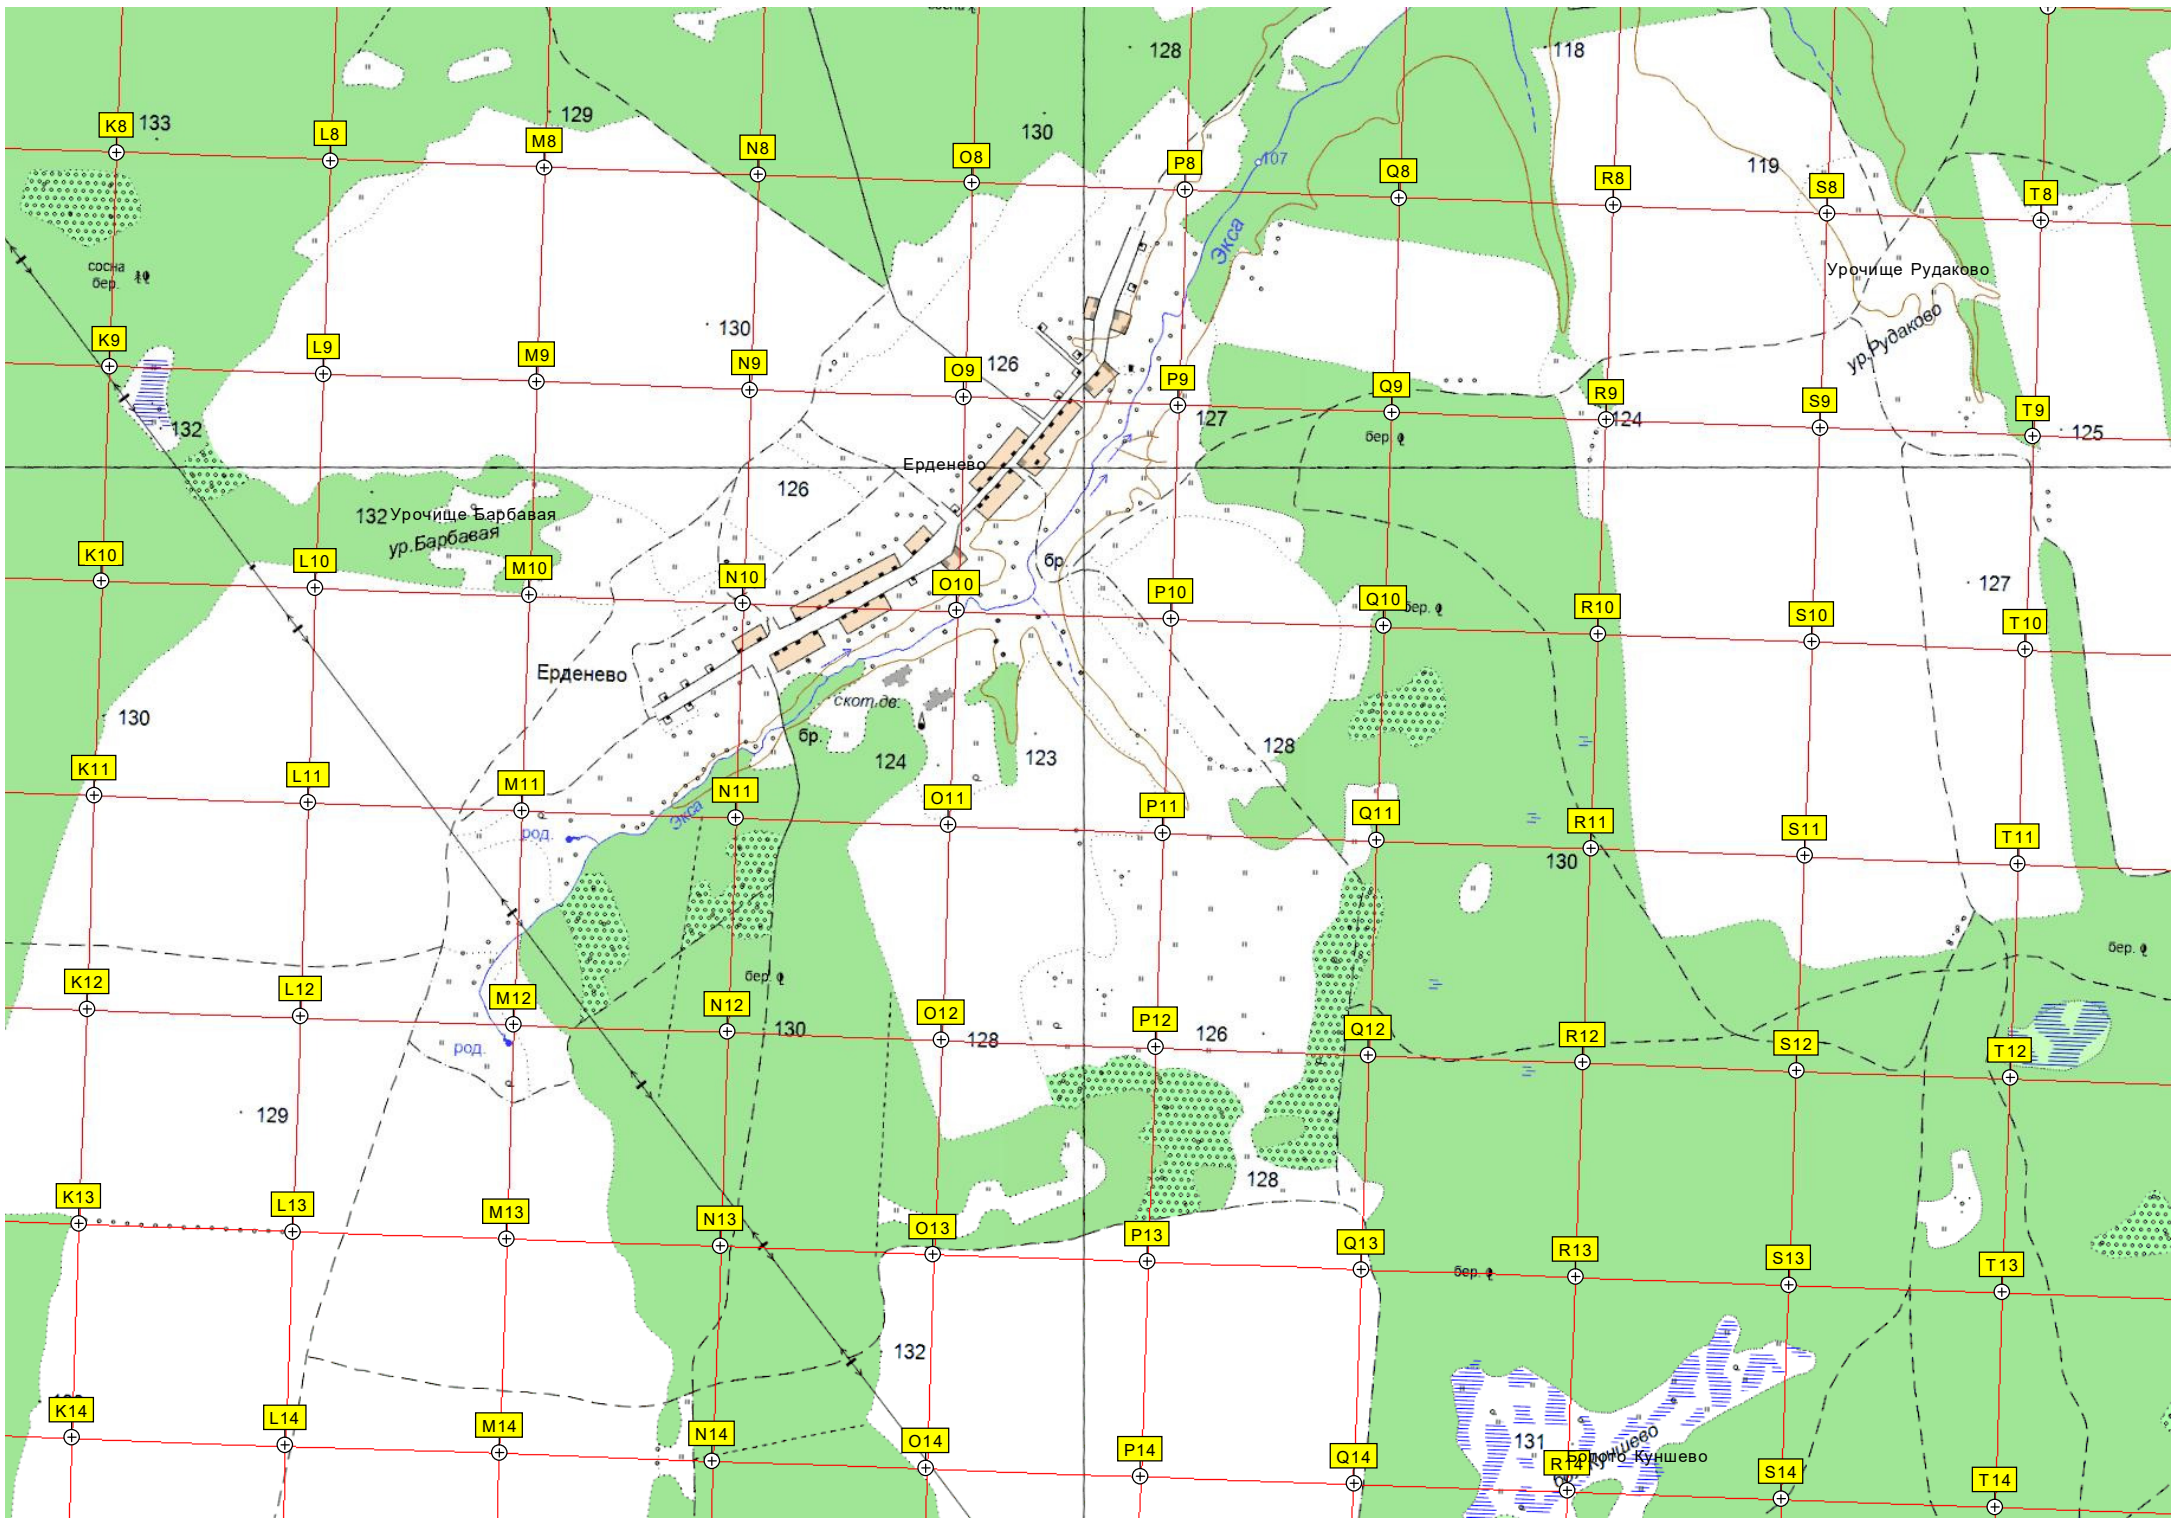 128
118
K8
133
L8
M8
129
N8
O8
130
P8
107
Q8
R8
119
S8
T8
Экса
сосна
бер.
Урочище Рудаково
ур.Рудаково
K9
L9
M9
130
N9
O9
126
P9
127
Q9
R9
124
S9
T9
125
132
бер.
Ерденево
126
132
Урочище Барбавая
ур.Барбавая
K10
L10
M10
N10
O10
бр.
P10
Q10
бер.
R10
S10
127
T10
Ерденево
скот.дв.
130
бр.
124
123
128
K11
L11
M11
N11
O11
P11
Q11
R11
S11
T11
род.
Экса
130
бер.
бер.
K12
L12
M12
N12
130
O12
128
P12
126
Q12
R12
S12
T12
род.
129
128
K13
L13
M13
N13
O13
P13
Q13
R13
S13
T13
бер.
132
K14
L14
M14
N14
O14
P14
Q14
131
R14
Болото Куншево
S14
T14